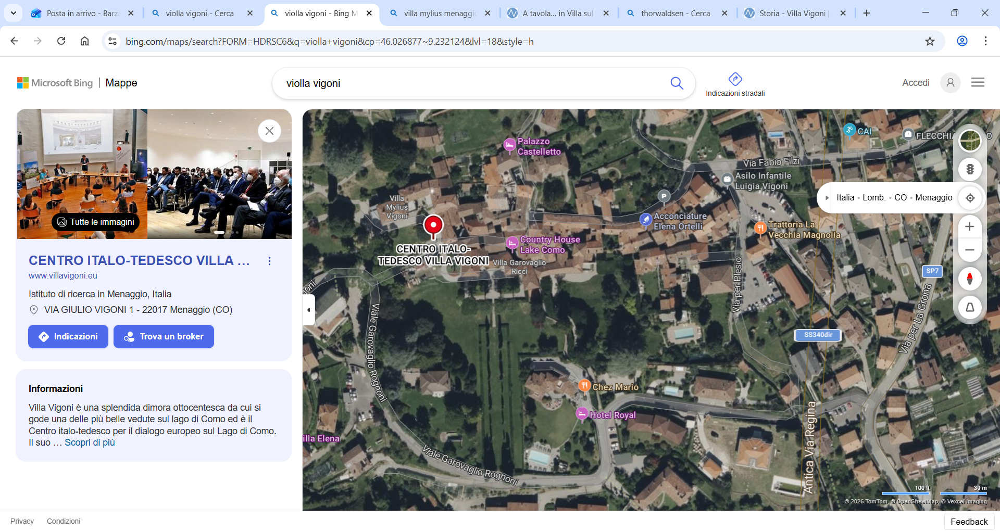 Posta in arrivo - Barza
violla vigoni - Cerca
violla vigoni - Bing M
villa mylius menaggio
A tavola... in Villa sul
thorwaldsen - Cerca
Storia - Villa Vigoni |
bing.com/maps/search?FORM=HDRSC6&q=violla+vigoni&cp=46.026877~9.232124&lvl=18&style=h
Microsoft Bing | Mappe
violla vigoni
Indicazioni stradali
Accedi
Tutte le immagini
CENTRO ITALO-TEDESCO VILLA ...
www.villavigoni.eu
Istituto di ricerca in Menaggio, Italia
VIA GIULIO VIGONI 1 - 22017 Menaggio (CO)
Indicazioni
Trova un broker
Informazioni
Villa Vigoni è una splendida dimora ottocentesca da cui si
gode una delle più belle vedute sul lago di Como ed è il
Centro italo-tedesco per il dialogo europeo sul Lago di Como.
Il suo ... Scopri di più
Palazzo
Castelletto
CAI
FLECCHIA
O
Via Fabio Filzi
Asilo Infantile
Luigia Vigoni
Italia • Lomb. • CO • Menaggio
Villa
Mylius
Vigoni
P
Acconciature
Elena Ortelli
Trattoria La
Vecchia Magnolia
CENTRO ITALO-
TEDESCO VILLA VIGONI
Country House
Lake Como
Villa Garovaglio
Ricci
SP7
oni
Via per Plesio
Via per La Grona
SS340dir
Viale Garovaglio Rognoni
Chez Mario
Hotel Royal
illa Elena
Viale Garovaglio Rognoni
Antica Via Regina
100 ft
30 m
© 2026 TomTom, © OpenStreetMap, © Vexcel Imaging
Privacy
Condizioni
Feedback